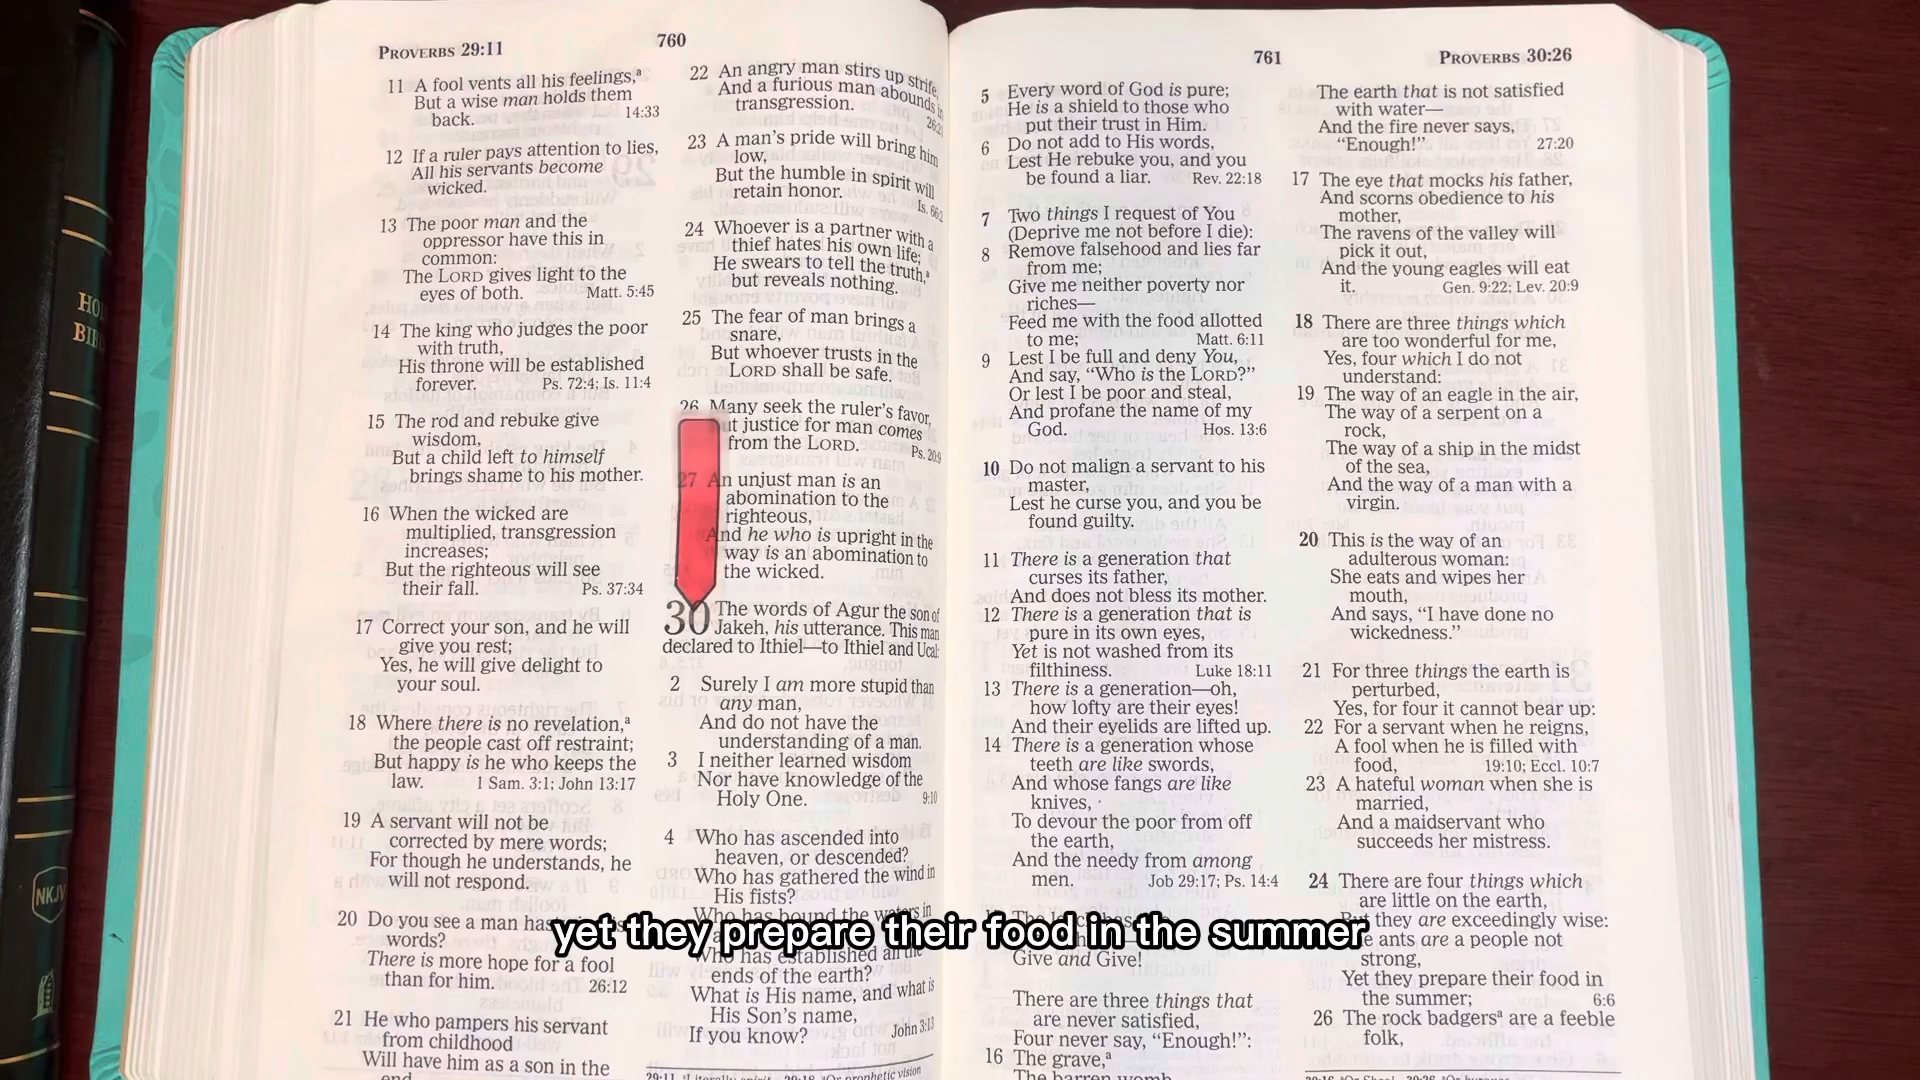 HO
BIB
NKJV
PROVERBS 29:11
760
11 A fool vents all his feelings,a
But a wise man holds them
back. 14:33
12 If a ruler pays attention to lies,
All his servants become
wicked.
13 The poor man and the
oppressor have this in
common:
The LORD gives light to the
eyes of both. Matt. 5:45
14 The king who judges the poor
with truth,
His throne will be established
forever. Ps. 72:4; Is. 11:4
15 The rod and rebuke give
wisdom,
But a child left to himself
brings shame to his mother.
16 When the wicked are
multiplied, transgression
increases;
But the righteous will see
their fall. Ps. 37:34
17 Correct your son, and he will
give you rest;
Yes, he will give delight to
your soul.
18 Where there is no revelation,a
the people cast off restraint;
But happy is he who keeps the
law. 1 Sam. 3:1; John 13:17
19 A servant will not be
corrected by mere words;
For though he understands, he
will not respond.
20 Do you see a man
words?
There is more hope for a fool
than for him. 26:12
21 He who pampers his servant
from childhood
Will have him as a son in the
end.
22 An angry man stirs up strife,
And a furious man abounds in
transgression. 26:21
23 A man's pride will bring him
low,
But the humble in spirit will
retain honor. Is. 66:2
24 Whoever is a partner with a
thief hates his own life;
He swears to tell the truth,a
but reveals nothing.
25 The fear of man brings a
snare,
But whoever trusts in the
LORD shall be safe.
26 Many seek the ruler's favor,
ut justice for man comes
from the LORD. Ps. 20:9
27 An unjust man is an
abomination to the
righteous,
And he who is upright in the
way is an abomination to
the wicked.
30 The words of Agur the son of
Jakeh, his utterance. This man
declared to Ithiel—to Ithiel and Ucal:
2 Surely I am more stupid than
any man,
And do not have the
understanding of a man.
3 I neither learned wisdom
Nor have knowledge of the
Holy One. 9:10
4 Who has ascended into
heaven, or descended?
Who has gathered the wind in
His fists?
Who has bound the waters in
Who has established all the
ends of the earth?
What is His name, and what is
His Son's name,
If you know? John 3:13
761
PROVERBS 30:26
5 Every word of God is pure;
He is a shield to those who
put their trust in Him.
6 Do not add to His words,
Lest He rebuke you, and you
be found a liar. Rev. 22:18
7 Two things I request of You
(Deprive me not before I die):
8 Remove falsehood and lies far
from me;
Give me neither poverty nor
riches—
Feed me with the food allotted
to me; Matt. 6:11
9 Lest I be full and deny You,
And say, “Who is the LORD?”
Or lest I be poor and steal,
And profane the name of my
God. Hos. 13:6
10 Do not malign a servant to his
master,
Lest he curse you, and you be
found guilty.
11 There is a generation that
curses its father,
And does not bless its mother.
12 There is a generation that is
pure in its own eyes,
Yet is not washed from its
filthiness. Luke 18:11
13 There is a generation—oh,
how lofty are their eyes!
And their eyelids are lifted up.
14 There is a generation whose
teeth are like swords,
And whose fangs are like
knives,
To devour the poor from off
the earth,
And the needy from among
men. Job 29:17; Ps. 14:4
Give and Give!
There are three things that
are never satisfied,
Four never say, “Enough!”:
16 The grave,a
The barren womb,
The earth that is not satisfied
with water—
And the fire never says,
“Enough!” 27:20
17 The eye that mocks his father,
And scorns obedience to his
mother,
The ravens of the valley will
pick it out,
And the young eagles will eat
it. Gen. 9:22; Lev. 20:9
18 There are three things which
are too wonderful for me,
Yes, four which I do not
understand:
19 The way of an eagle in the air,
The way of a serpent on a
rock,
The way of a ship in the midst
of the sea,
And the way of a man with a
virgin.
20 This is the way of an
adulterous woman:
She eats and wipes her
mouth,
And says, “I have done no
wickedness.”
21 For three things the earth is
perturbed,
Yes, for four it cannot bear up:
22 For a servant when he reigns,
A fool when he is filled with
food, 19:10; Eccl. 10:7
23 A hateful woman when she is
married,
And a maidservant who
succeeds her mistress.
24 There are four things which
are little on the earth,
But they are exceedingly wise:
ants are a people not
strong,
Yet they prepare their food in
the summer; 6:6
26 The rock badgersa are a feeble
folk,
yet they prepare their food in the summer